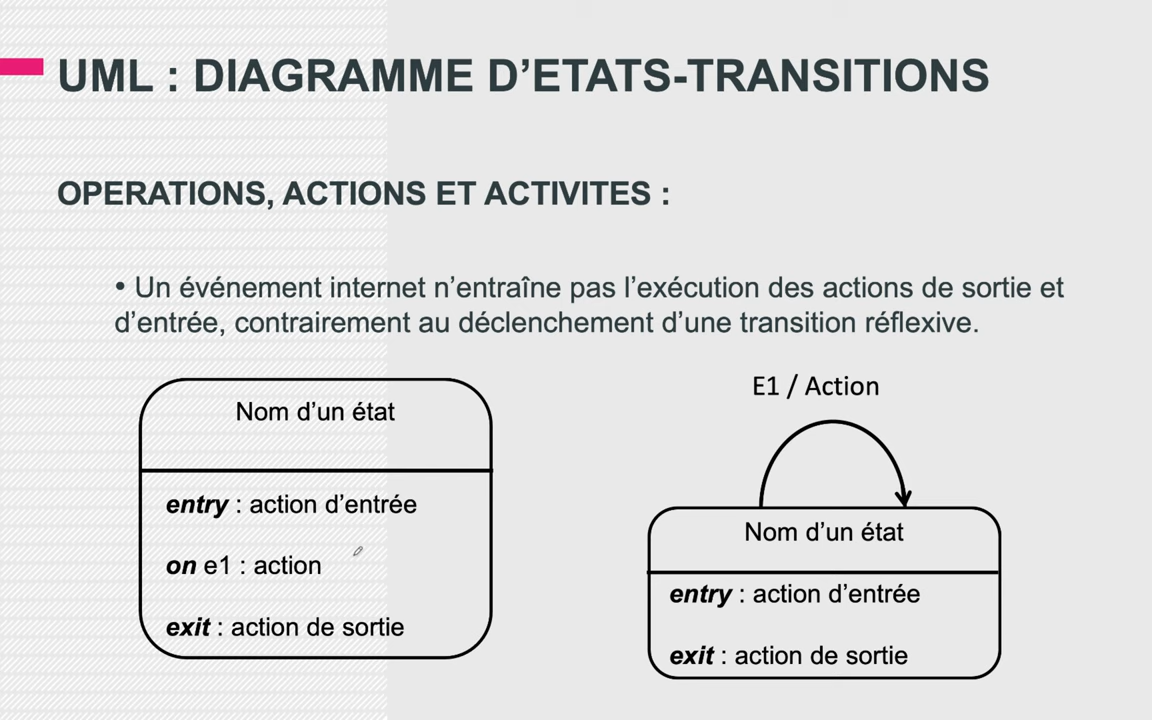 UML : DIAGRAMME D’ETATS-TRANSITIONS
OPERATIONS, ACTIONS ET ACTIVITES :
• Un événement internet n’entraîne pas l’exécution des actions de sortie et
d’entrée, contrairement au déclenchement d’une transition réflexive.
Nom d’un état
entry : action d’entrée
on e1 : action
exit : action de sortie
E1 / Action
Nom d’un état
entry : action d’entrée
exit : action de sortie